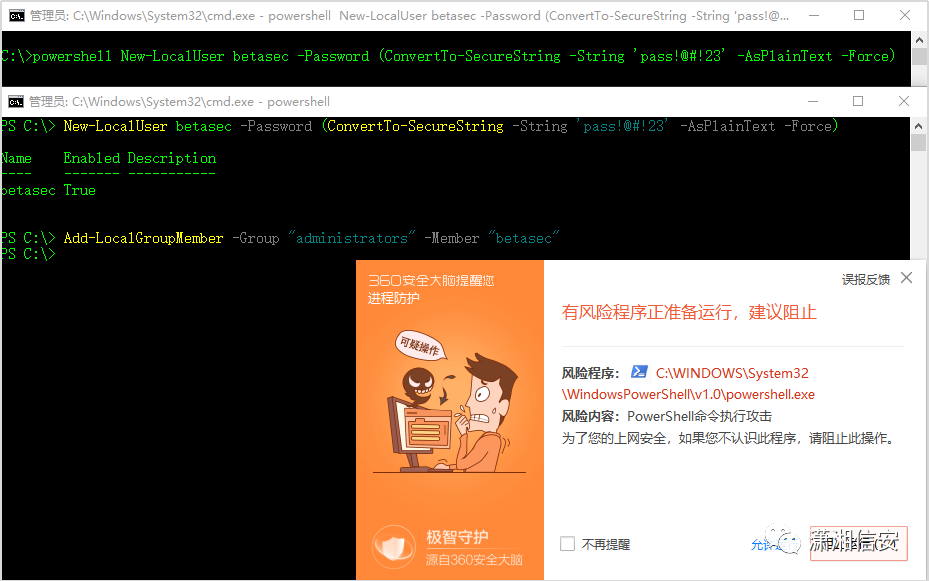 管理员: C:\Windows\System32\cmd.exe - powershell  New-LocalUser betasec -Password (ConvertTo-SecureString -String 'pass!@...
C:\>powershell New-LocalUser betasec -Password (ConvertTo-SecureString -String 'pass!@#!23' -AsPlainText -Force)
管理员: C:\Windows\System32\cmd.exe - powershell
PS C:\> New-LocalUser betasec -Password (ConvertTo-SecureString -String 'pass!@#!23' -AsPlainText -Force)
Name    Enabled Description
----    ------- -----------
betasec True
PS C:\> Add-LocalGroupMember -Group "administrators" -Member "betasec"
PS C:\>
360安全大脑提醒您
进程防护
可疑操作
极智守护
源自360安全大脑
误报反馈
有风险程序正准备运行，建议阻止
风险程序： C:\WINDOWS\System32
\WindowsPowerShell\v1.0\powershell.exe
风险内容：PowerShell命令执行攻击
为了您的上网安全，如果您不认识此程序，请阻止此操作。
不再提醒
潇湘信安